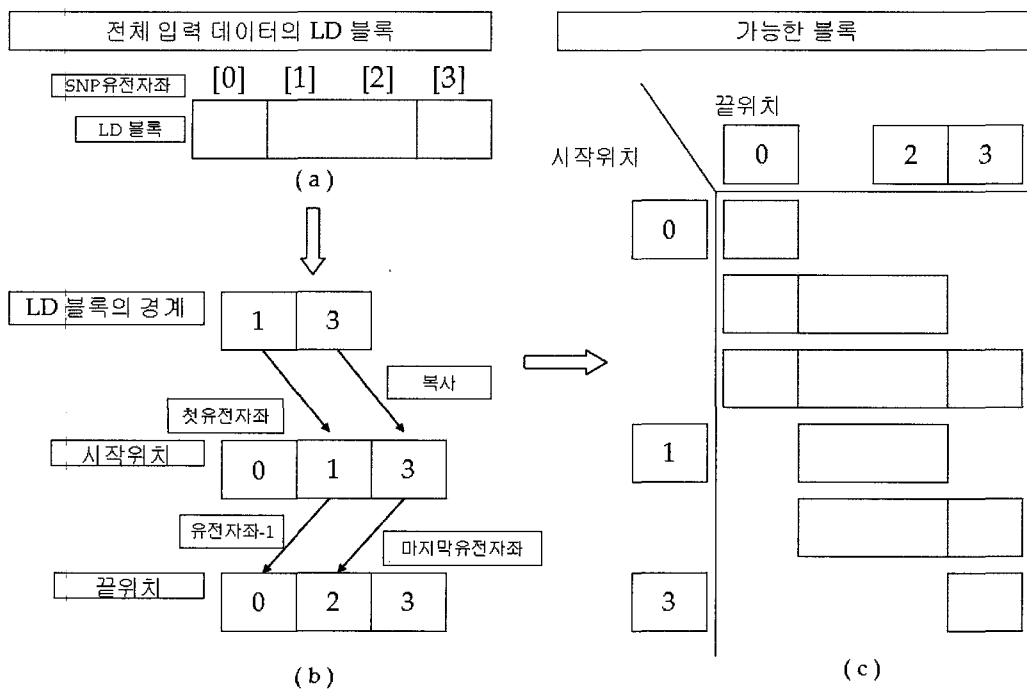 전체 입력 데이터의 LD 블록
SNP유전자좌
[0] [1] [2] [3]
LD 블록
( a )
LD 블록의 경계
1 3
복사
첫유전자좌
시작위치
0 1 3
유전자좌-1
마지막유전자좌
끝위치
0 2 3
( b )
가능한 블록
끝위치
시작위치
0 2 3
0
1
3
( c )